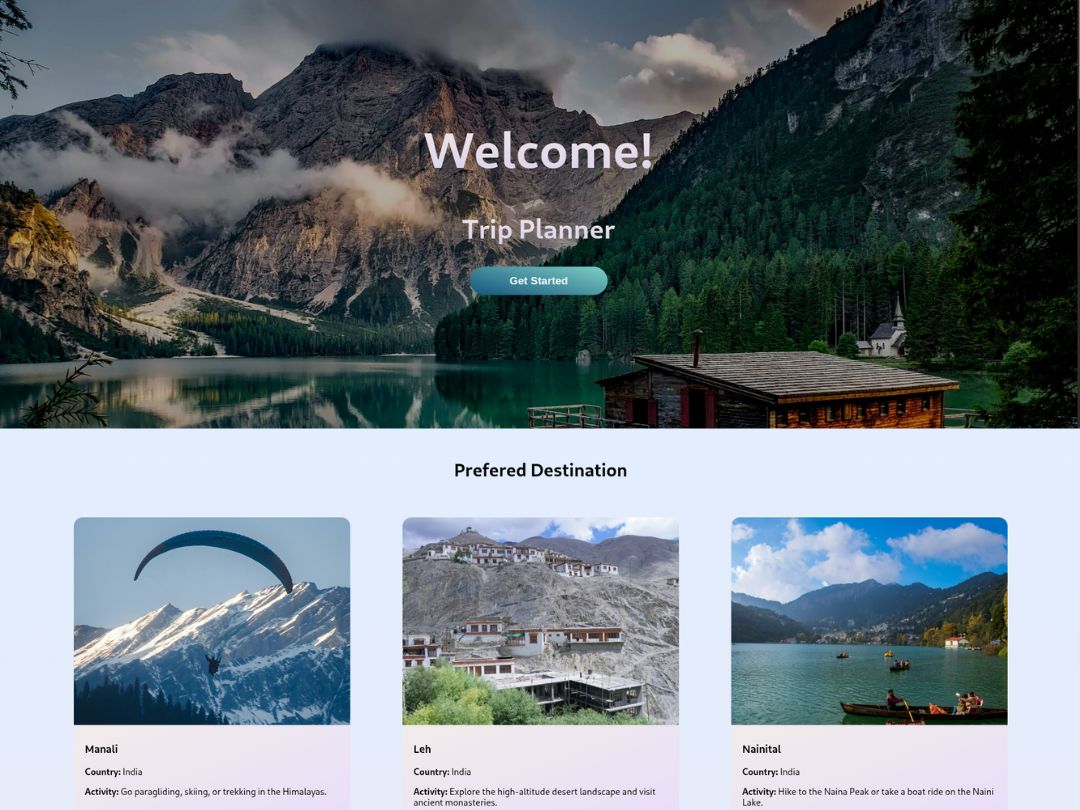 Welcome!
Trip Planner
Get Started
Prefered Destination
Manali
Country: India
Activity: Go paragliding, skiing, or trekking in the Himalayas.
Leh
Country: India
Activity: Explore the high-altitude desert landscape and visit
ancient monasteries.
Nainital
Country: India
Activity: Hike to the Naina Peak or take a boat ride on the Naini
Lake.